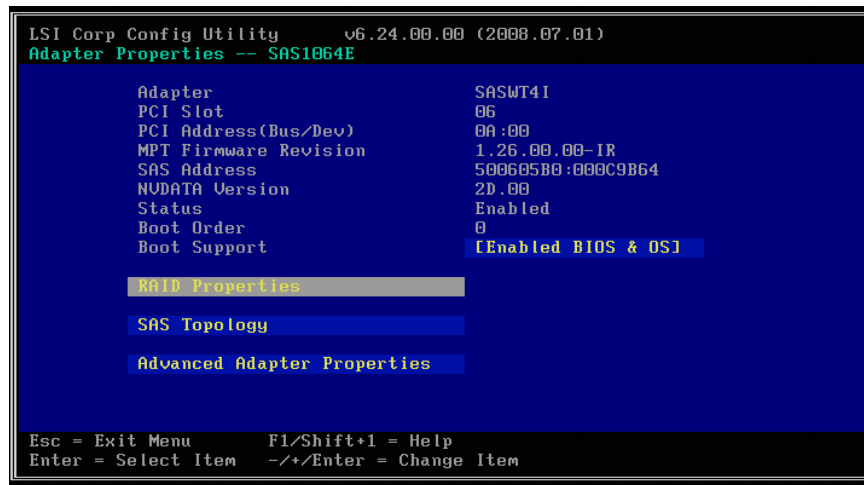 LSI Corp Config Utility v6.24.00.00 (2008.07.01)
Adapter Properties -- SAS1064E
Adapter SASWT4I
PCI Slot 06
PCI Address(Bus/Dev) 0A:00
MPT Firmware Revision 1.26.00.00-IR
SAS Address 500605B0:000C9B64
NVDATA Version 2D.00
Status Enabled
Boot Order 0
Boot Support [Enabled BIOS & OS]
RAID Properties
SAS Topology
Advanced Adapter Properties
Esc = Exit Menu F1/Shift+1 = Help
Enter = Select Item -/+/Enter = Change Item